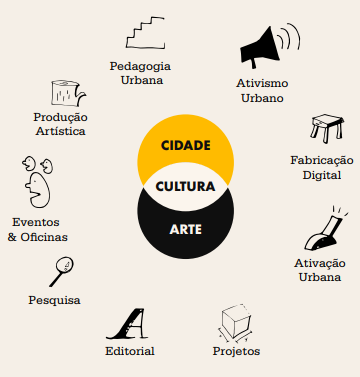 Pedagogia
Urbana
Ativismo
Urbano
Produção
Artística
CIDADE
Fabricação
Digital
CULTURA
Eventos
& Oficinas
ARTE
Ativação
Urbana
Pesquisa
Editorial
Projetos